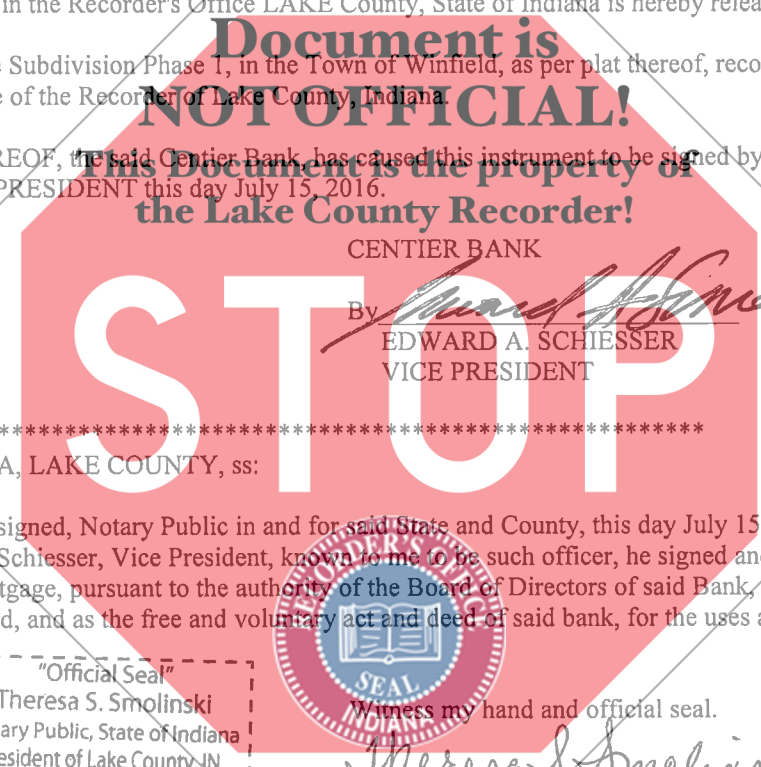 in the Recorder's Office LAKE County, State of Indiana is hereby relea
Document is
Subdivision Phase 1, in the Town of Winfield, as per plat thereof, reco
e of the Recorder of Lake County, Indiana.
NOT OFFICIAL!
REOF, the said Centier Bank, has caused this instrument to be signed by
This Document is the property of
PRESIDENT this day July 15, 2016.
the Lake County Recorder!
CENTIER BANK
By
EDWARD A. SCHIESSER
VICE PRESIDENT
STOP
******************************************************
A, LAKE COUNTY, ss:
signed, Notary Public in and for said State and County, this day July 15
Schiesser, Vice President, known to me to be such officer, he signed an
tgage, pursuant to the authority of the Board of Directors of said Bank,
d, and as the free and voluntary act and deed of said bank, for the uses a
RECORDER'S OFFICE
SEAL
INDIANA
"Official Seal"
Theresa S. Smolinski
ary Public, State of Indiana
esident of Lake County IN
Witness my hand and official seal.